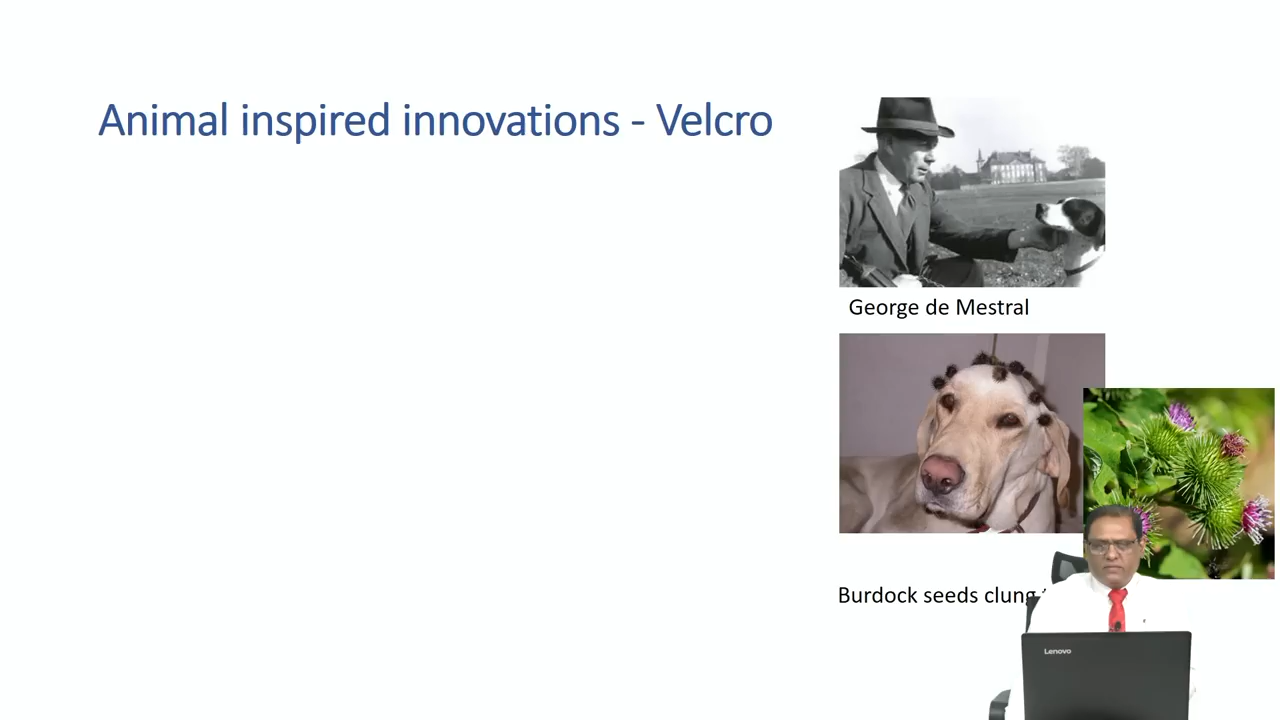 Animal inspired innovations - Velcro
George de Mestral
Burdock seeds clung
Lenovo